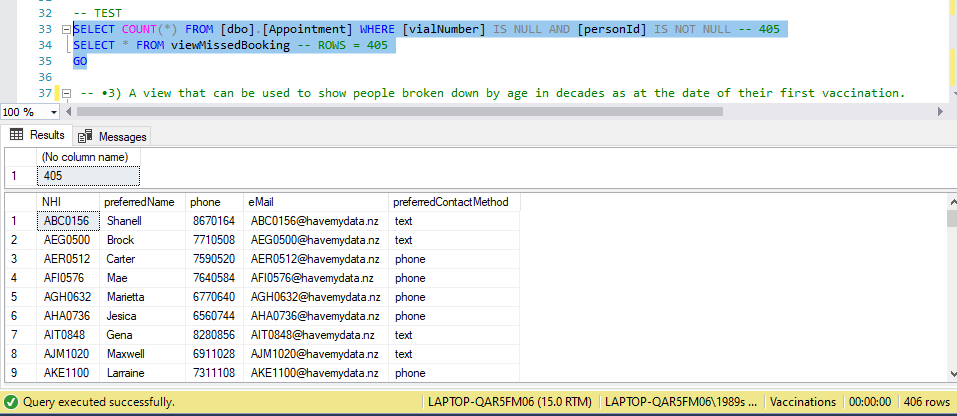 32 -- TEST
33 SELECT COUNT(*) FROM [dbo].[Appointment] WHERE [vialNumber] IS NULL AND [personId] IS NOT NULL -- 405
34 SELECT * FROM viewMissedBooking -- ROWS = 405
35 GO
36
37 -- •3) A view that can be used to show people broken down by age in decades as at the date of their first vaccination.
100 %
Results Messages
(No column name)
1 405
NHI preferredName phone eMail preferredContactMethod
1 ABC0156 Shanell 8670164 ABC0156@havemydata.nz text
2 AEG0500 Brock 7710508 AEG0500@havemydata.nz text
3 AER0512 Carter 7590520 AER0512@havemydata.nz phone
4 AFI0576 Mae 7640584 AFI0576@havemydata.nz phone
5 AGH0632 Marietta 6770640 AGH0632@havemydata.nz phone
6 AHA0736 Jesica 6560744 AHA0736@havemydata.nz phone
7 AIT0848 Gena 8280856 AIT0848@havemydata.nz text
8 AJM1020 Maxwell 6911028 AJM1020@havemydata.nz text
9 AKE1100 Larraine 7311108 AKE1100@havemydata.nz phone
Query executed successfully. LAPTOP-QAR5FM06 (15.0 RTM) LAPTOP-QAR5FM06\1989s ... Vaccinations 00:00:00 406 rows